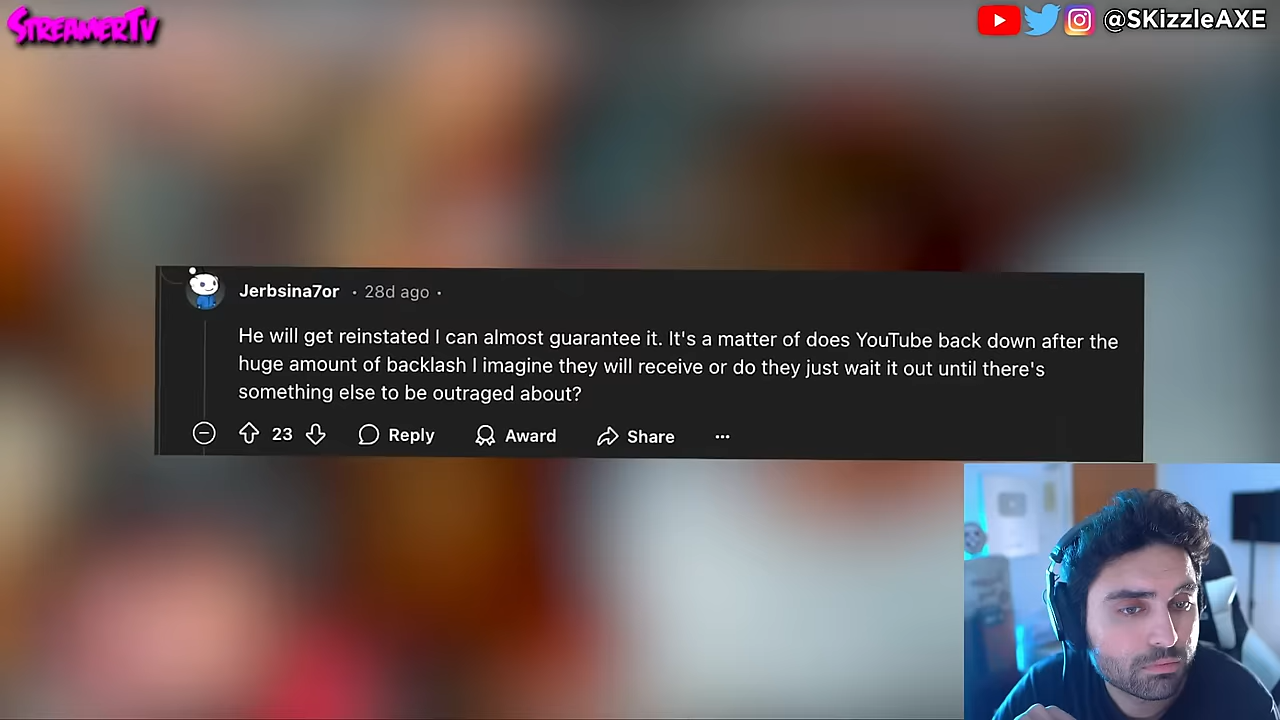 STREAMERTV
@SKizzleAXE
Jerbsina7or · 28d ago ·
He will get reinstated I can almost guarantee it. It's a matter of does YouTube back down after the
huge amount of backlash I imagine they will receive or do they just wait it out until there's
something else to be outraged about?
23 Reply Award Share ...